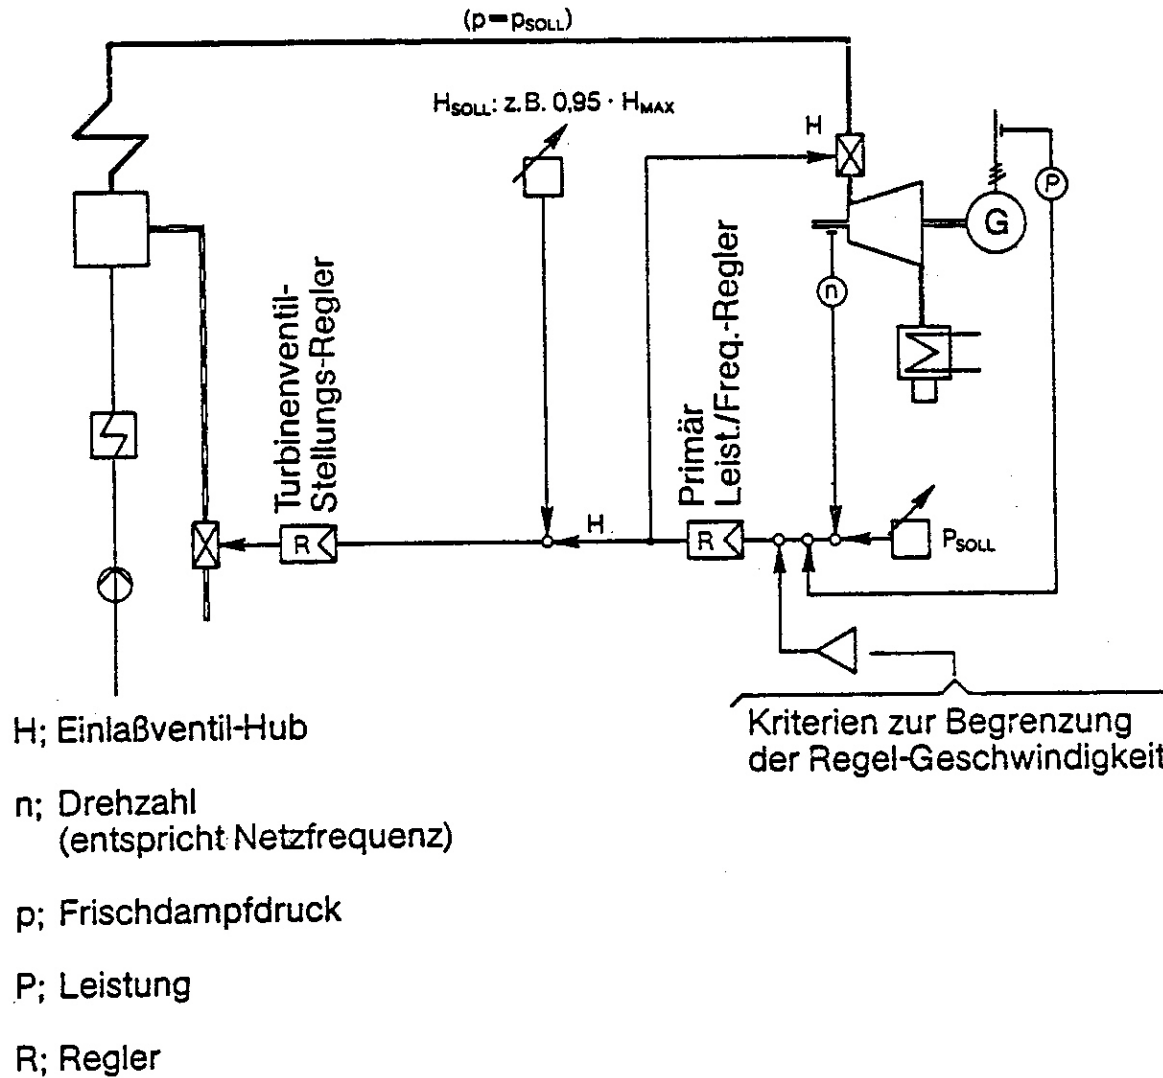 (p=pSOLL)
HSOLL: z.B. 0,95 · HMAX
H
P
G
n
Turbinenventil-
Stellungs-Regler
Primär
Leist./Freq.-Regler
R
H
R
PSOLL
Kriterien zur Begrenzung
der Regel-Geschwindigkeit
H; Einlaßventil-Hub
n; Drehzahl
(entspricht Netzfrequenz)
p; Frischdampfdruck
P; Leistung
R; Regler